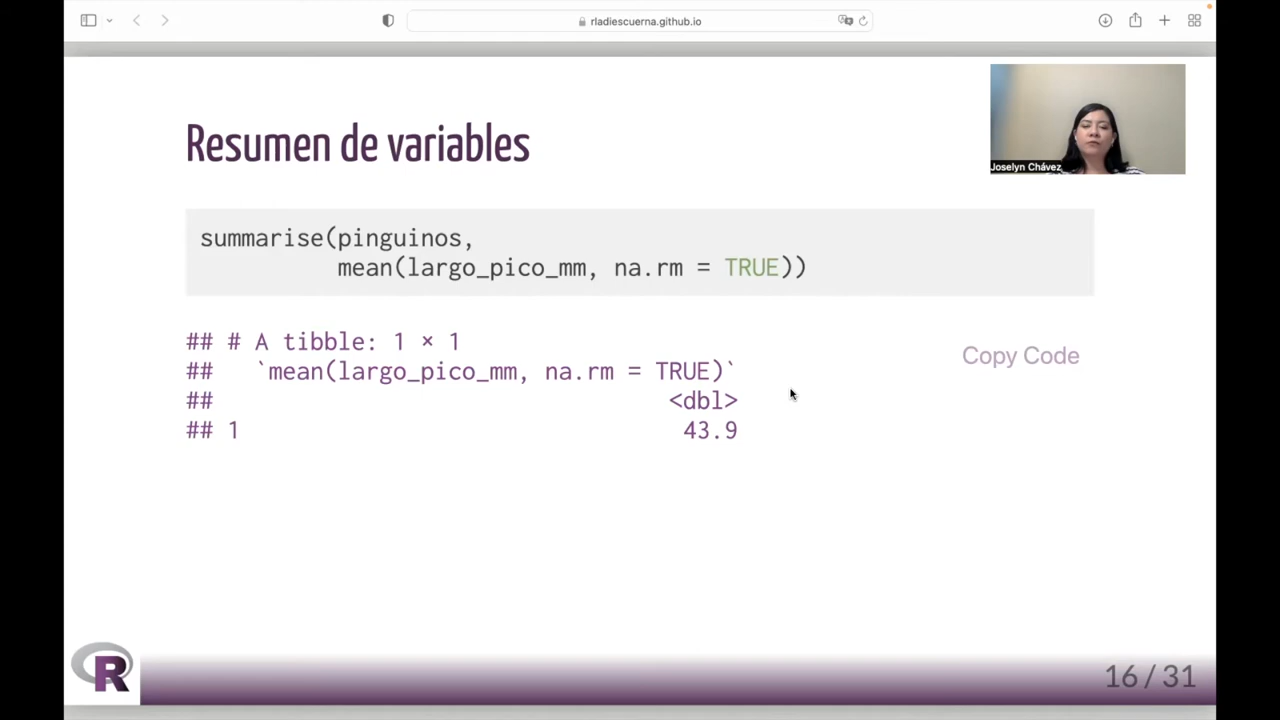 rladiescuerna.github.io
Resumen de variables
Joselyn Chávez
summarise(pinguinos,
mean(largo_pico_mm, na.rm = TRUE))
## # A tibble: 1 × 1
Copy Code
##   `mean(largo_pico_mm, na.rm = TRUE)`
##                                 <dbl>
## 1                                43.9
R
16 / 31